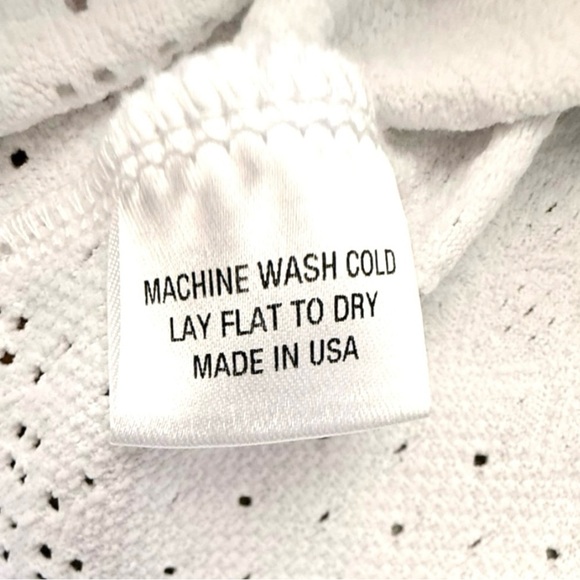 MACHINE WASH COLD
LAY FLAT TO DRY
MADE IN USA